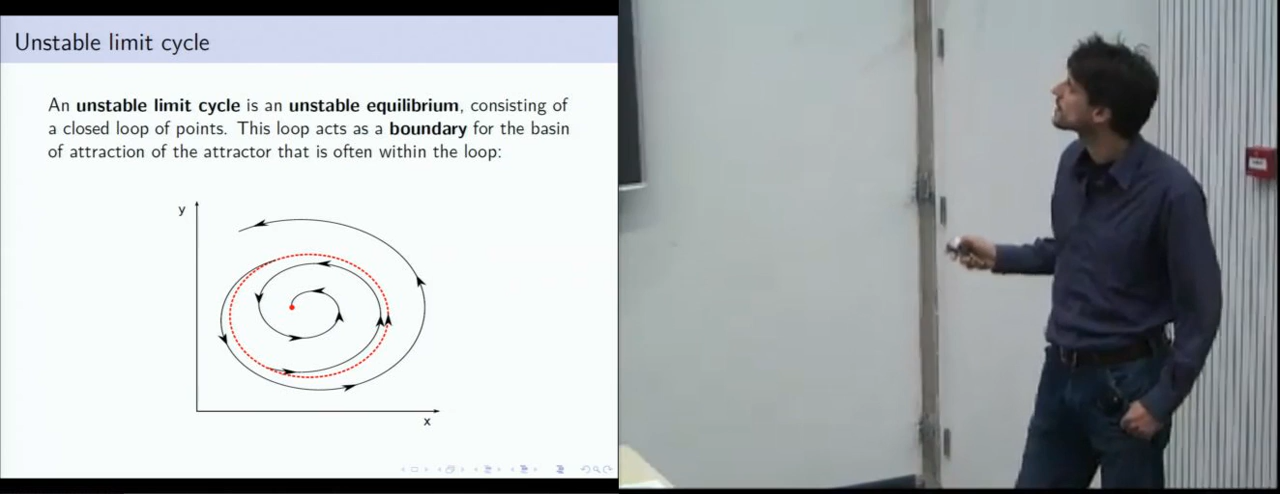 Unstable limit cycle
An unstable limit cycle is an unstable equilibrium, consisting of
a closed loop of points. This loop acts as a boundary for the basin
of attraction of the attractor that is often within the loop:
y
x